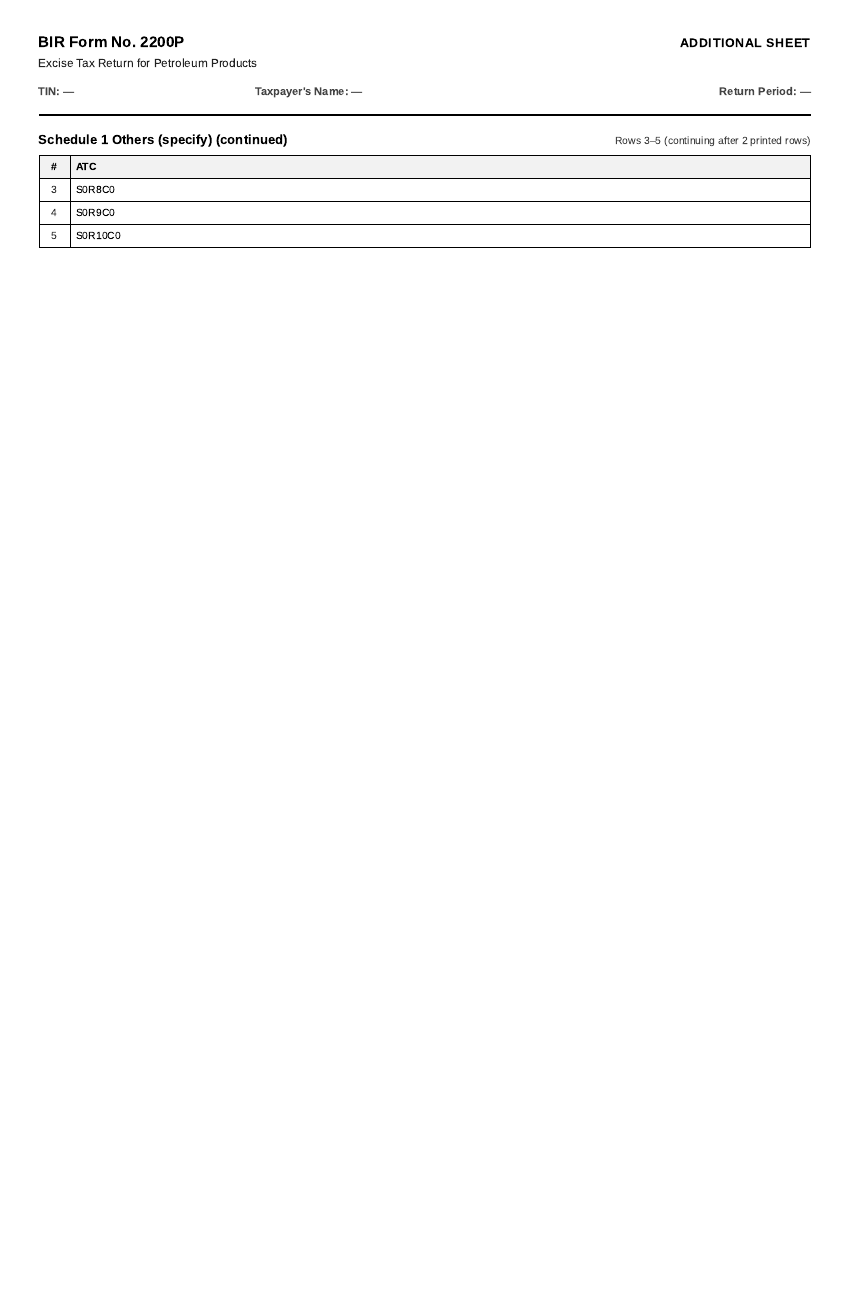 BIR Form No. 2200P
ADDITIONAL SHEET
Excise Tax Return for Petroleum Products
TIN: —
Taxpayer's Name: —
Return Period: —
Schedule 1 Others (specify) (continued)
Rows 3–5 (continuing after 2 printed rows)
# ATC
3 S0R8C0
4 S0R9C0
5 S0R10C0